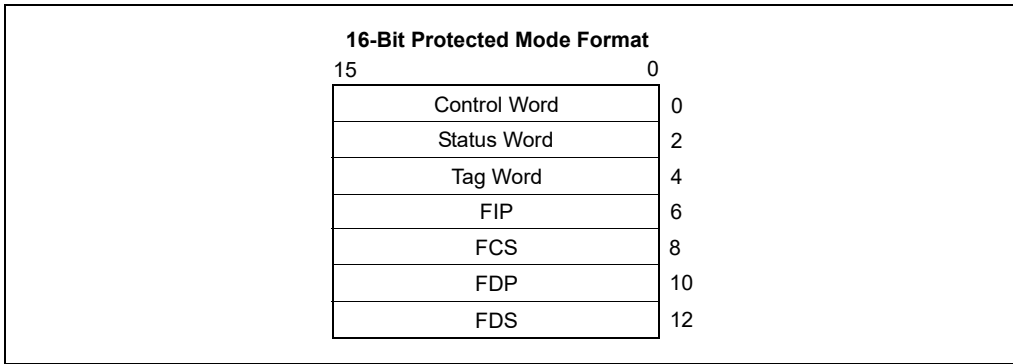 16-Bit Protected Mode Format
15 0
Control Word 0
Status Word 2
Tag Word 4
FIP 6
FCS 8
FDP 10
FDS 12